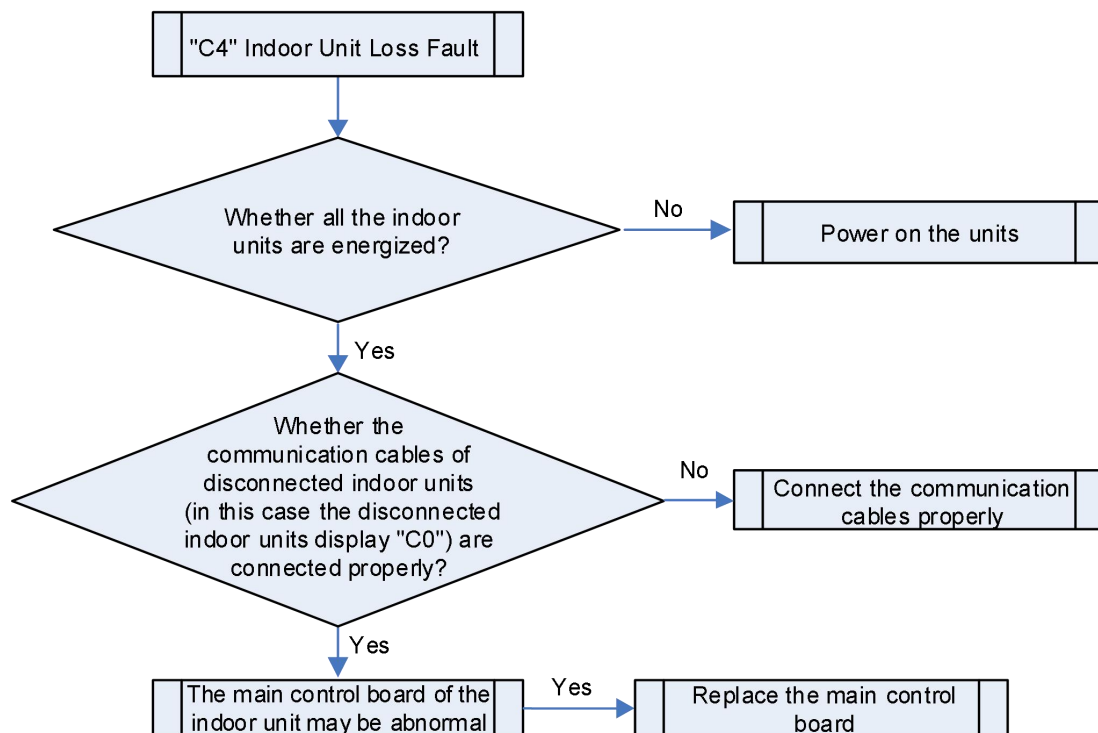 "C4" Indoor Unit Loss Fault
Whether all the indoor
units are energized?
No
Power on the units
Yes
Whether the
communication cables of
disconnected indoor units
(in this case the disconnected
indoor units display "C0") are
connected properly?
No
Connect the communication
cables properly
Yes
The main control board of the
indoor unit may be abnormal
Yes
Replace the main control
board